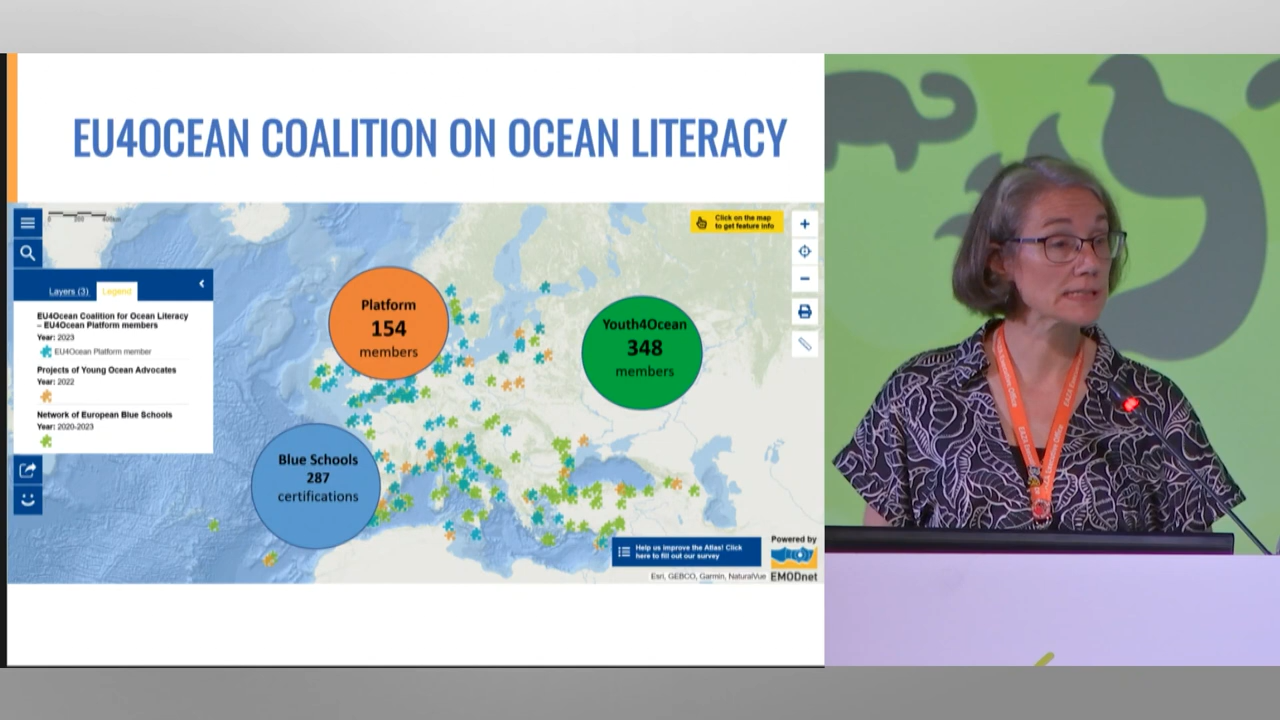 EU4OCEAN COALITION ON OCEAN LITERACY
Click on the map
to get feature info
Layers (3) Legend
EU4Ocean Coalition for Ocean Literacy
– EU4Ocean Platform members
Year: 2023
EU4Ocean Platform member
Projects of Young Ocean Advocates
Year: 2022
Network of European Blue Schools
Year: 2020-2023
Platform
154
members
Youth4Ocean
348
members
Blue Schools
287
certifications
Help us improve the Atlas! Click
here to fill out our survey
Powered by
EMODnet
Esri, GEBCO, Garmin, NaturalVue